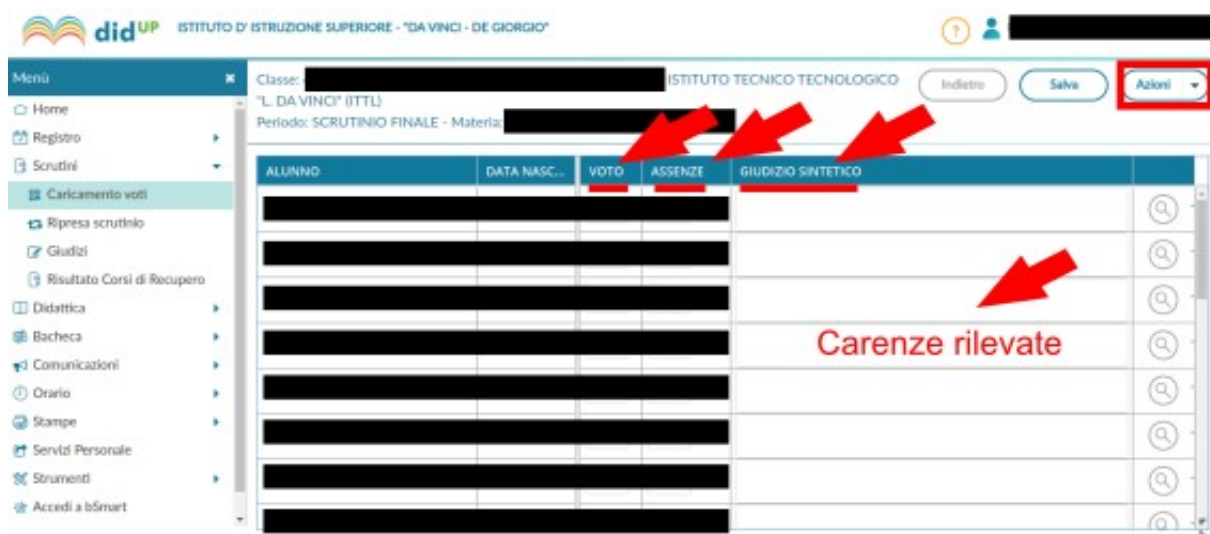 didUP ISTITUTO D' ISTRUZIONE SUPERIORE - "DA VINCI - DE GIORGIO"
?
Menù
Classe: ISTITUTO TECNICO TECNOLOGICO
"L. DA VINCI" (ITTL)
Periodo: SCRUTINIO FINALE - Materia:
Indietro
Salva
Azioni
Home
Registro
Scrutini
Caricamento voti
Ripresa scrutinio
Giudizi
Risultato Corsi di Recupero
Didattica
Bacheca
Comunicazioni
Orario
Stampe
Servizi Personale
Strumenti
Accedi a bSmart
ALUNNO DATA NASC... VOTO ASSENZE GIUDIZIO SINTETICO
Carenze rilevate